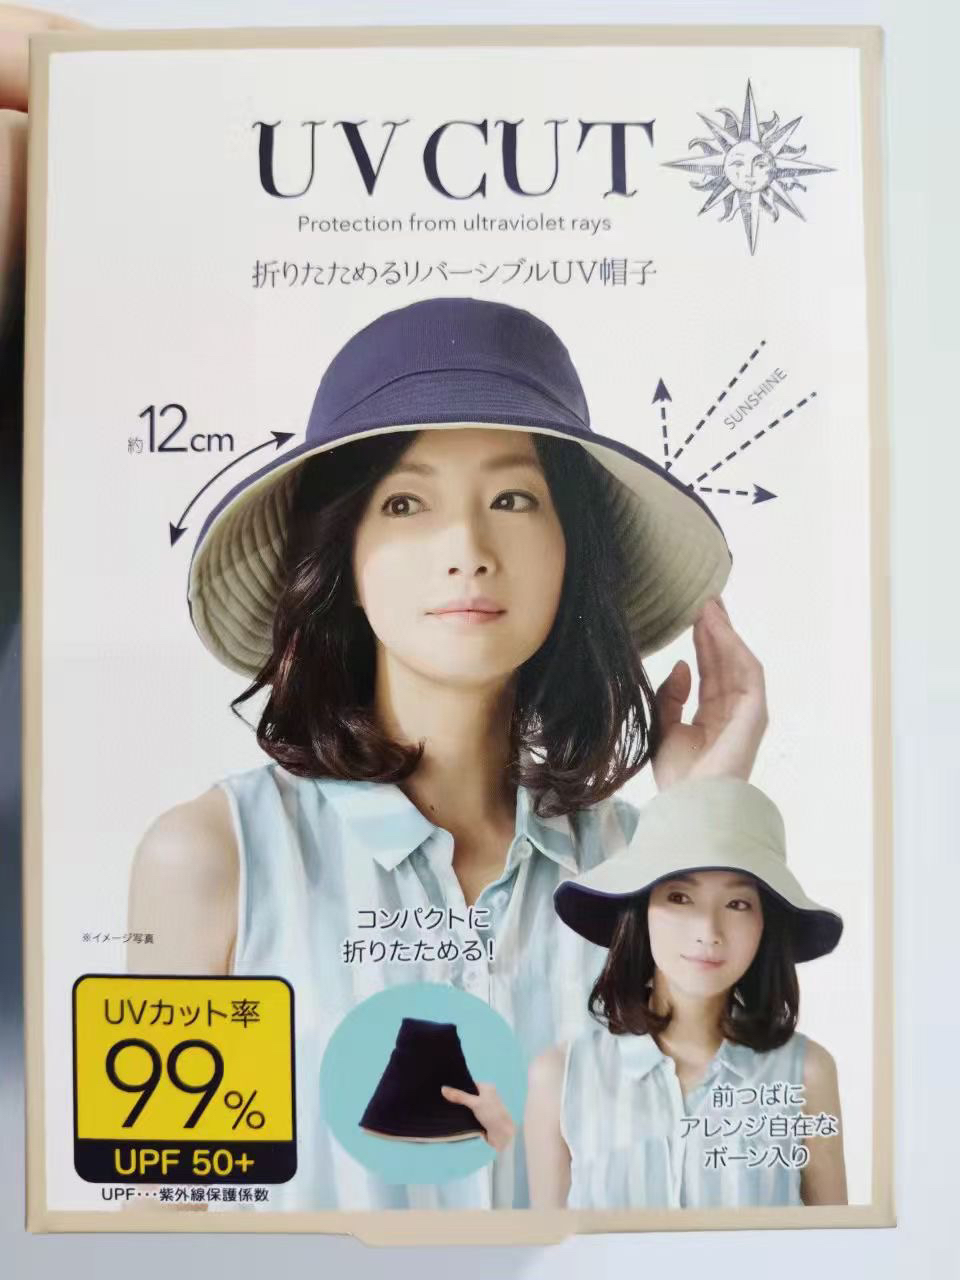 UV CUT
Protection from ultraviolet rays
折りたためるリバーシブルUV帽子
約12cm
SUNSHINE
コンパクトに
折りたためる!
※イメージ写真
UVカット率
99%
UPF 50+
UPF･･･紫外線保護係数
前つばに
アレンジ自在な
ボーン入り